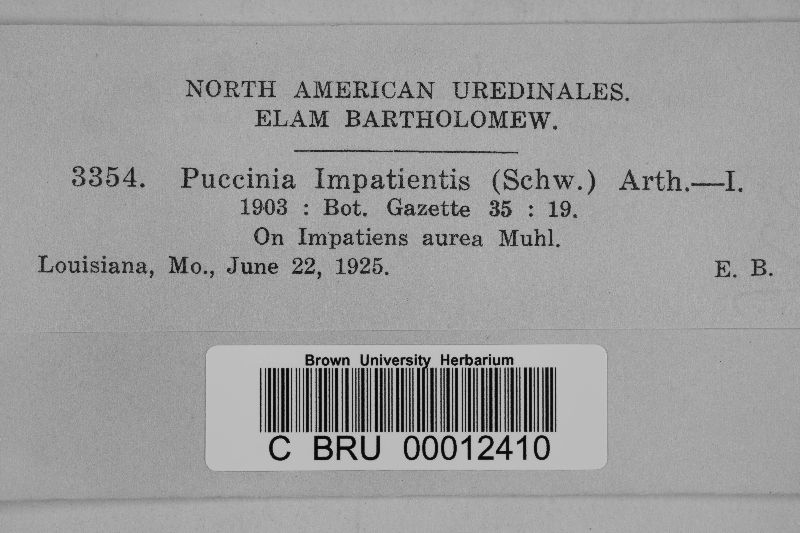 NORTH AMERICAN UREDINALES.
ELAM BARTHOLOMEW.
3354. Puccinia Impatientis (Schw.) Arth.—I.
1903 : Bot. Gazette 35 : 19.
On Impatiens aurea Muhl.
Louisiana, Mo., June 22, 1925. E. B.
Brown University Herbarium
C BRU 00012410